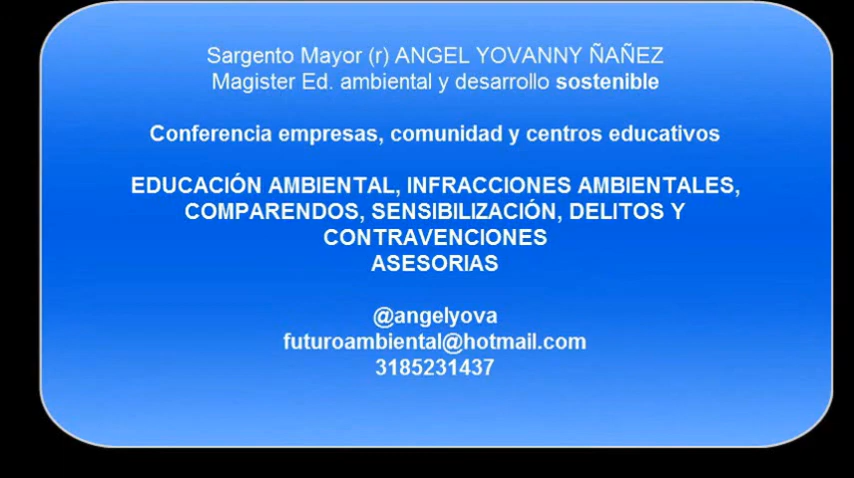 Sargento Mayor (r) ANGEL YOVANNY ÑAÑEZ
Magister Ed. ambiental y desarrollo sostenible
Conferencia empresas, comunidad y centros educativos
EDUCACIÓN AMBIENTAL, INFRACCIONES AMBIENTALES,
COMPARENDOS, SENSIBILIZACIÓN, DELITOS Y
CONTRAVENCIONES
ASESORIAS
@angelyova
futuroambiental@hotmail.com
3185231437